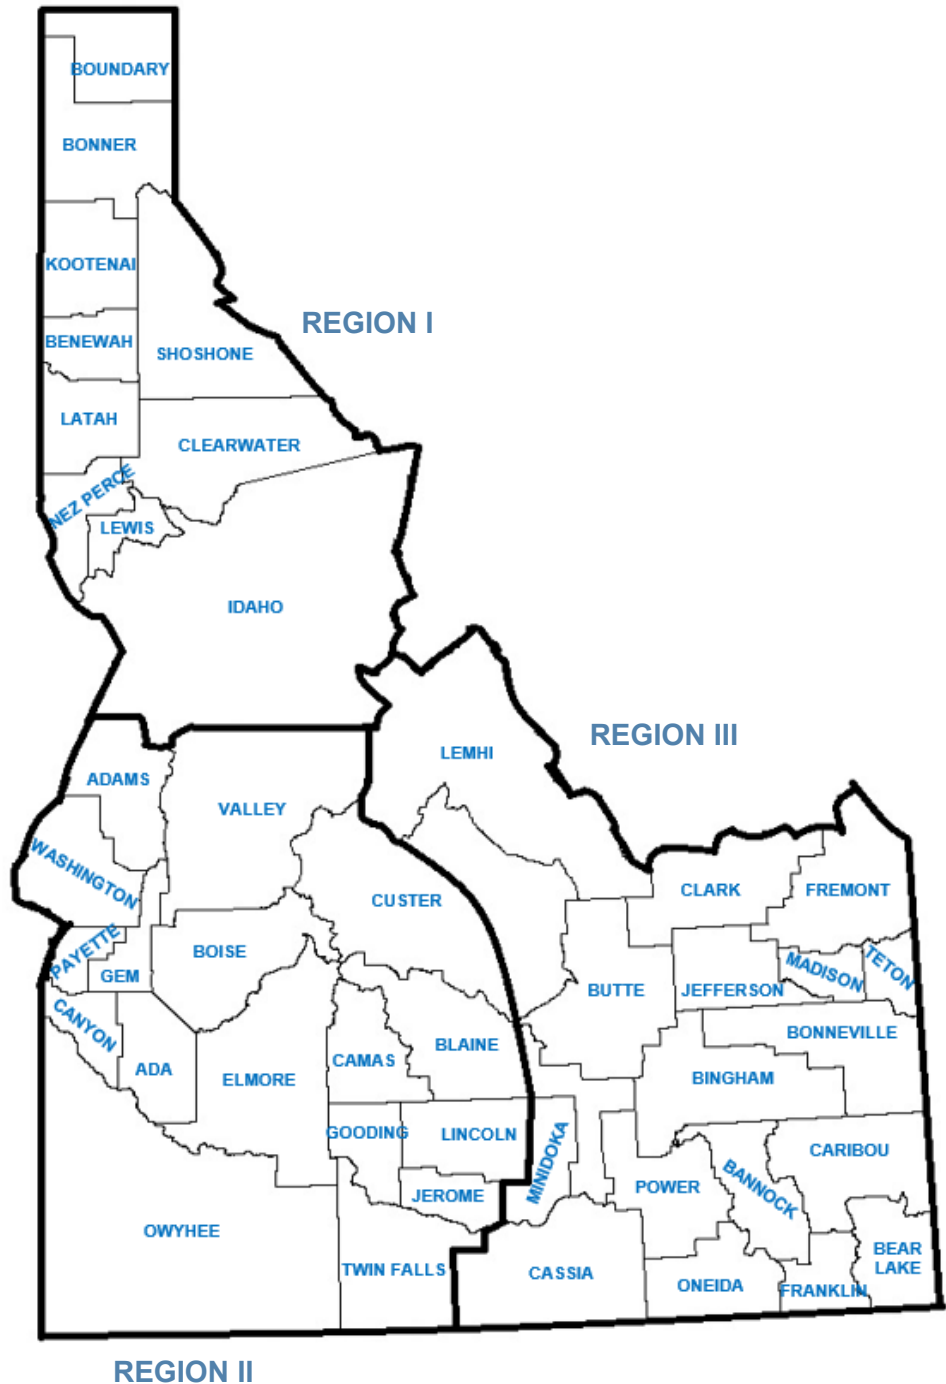 BOUNDARY
BONNER
KOOTENAI
REGION I
BENEWAH
SHOSHONE
LATAH
CLEARWATER
NEZ PERCE
LEWIS
IDAHO
REGION III
LEMHI
ADAMS
VALLEY
WASHINGTON
CUSTER
CLARK
FREMONT
PAYETTE
BOISE
GEM
BUTTE
JEFFERSON
MADISON
TETON
CANYON
ADA
ELMORE
CAMAS
BLAINE
BONNEVILLE
BINGHAM
GOODING
LINCOLN
MINIDOKA
CARIBOU
JEROME
POWER
BANNOCK
OWYHEE
TWIN FALLS
CASSIA
ONEIDA
FRANKLIN
BEAR
LAKE
REGION II